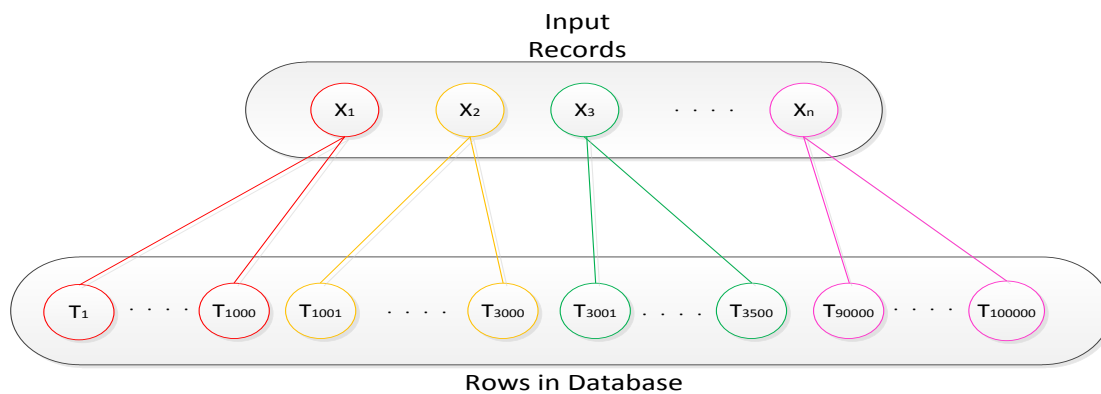 Input
Records
X₁ X₂ X₃ . . . . Xₙ
T₁ . . . . T₁₀₀₀ T₁₀₀₁ . . . . T₃₀₀₀ T₃₀₀₁ . . . . T₃₅₀₀ T₉₀₀₀₀ . . . . T₁₀₀₀₀₀
Rows in Database